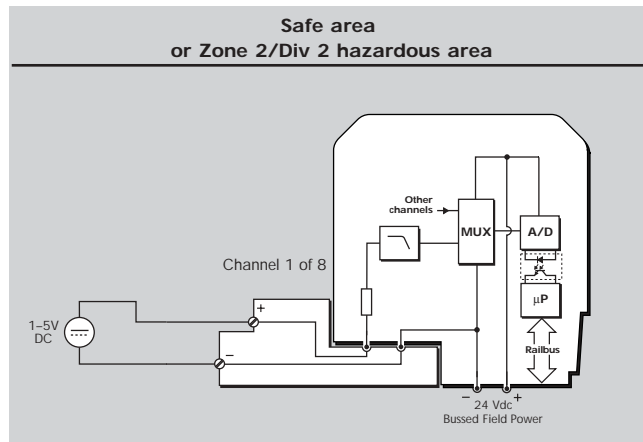 Safe area
or Zone 2/Div 2 hazardous area
Other
channels
MUX
A/D
Channel 1 of 8
µP
1–5V
DC
+
–
Railbus
– +
24 Vdc
Bussed Field Power